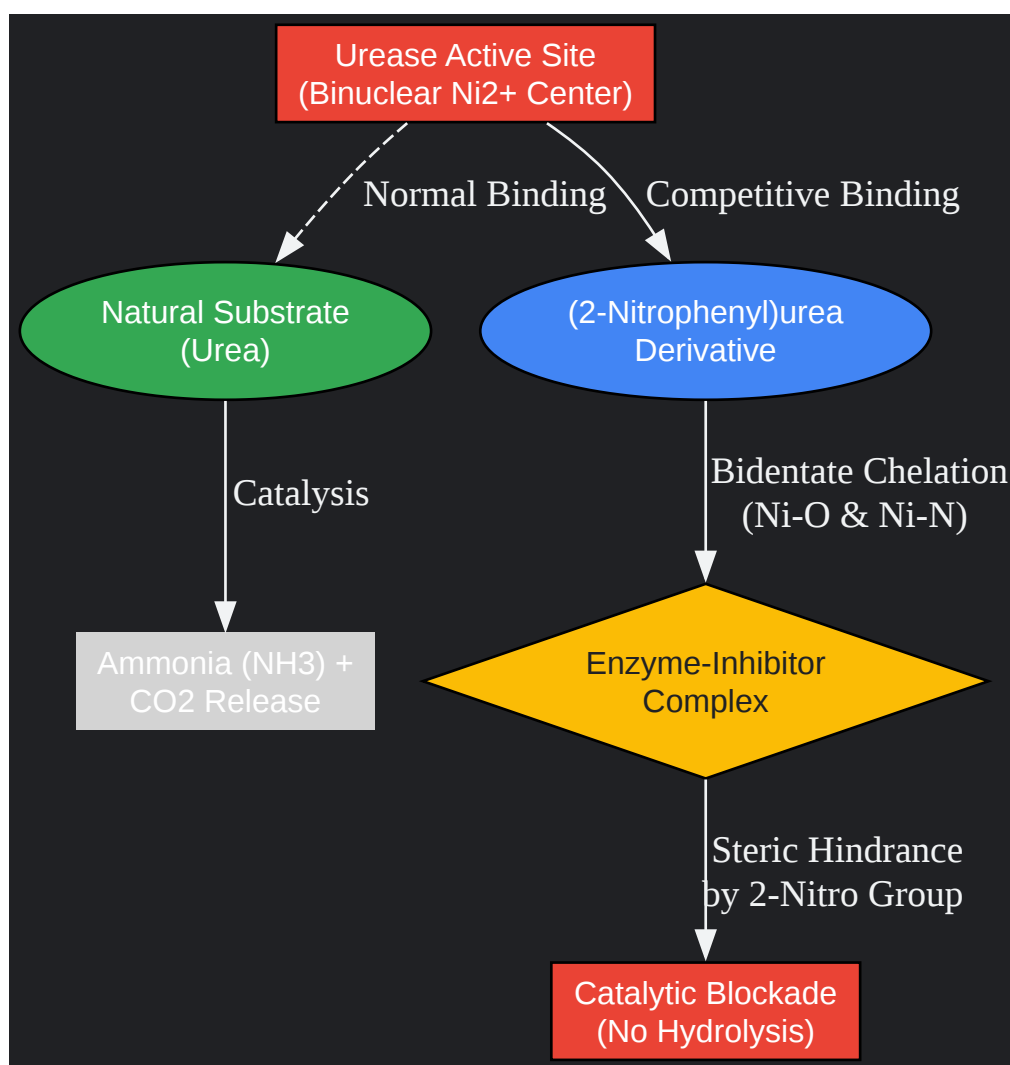 Urease Active Site
(Binuclear Ni2+ Center)
Normal Binding
Competitive Binding
Natural Substrate
(Urea)
(2-Nitrophenyl)urea
Derivative
Catalysis
Bidentate Chelation
(Ni-O & Ni-N)
Ammonia (NH3) +
CO2 Release
Enzyme-Inhibitor
Complex
Steric Hindrance
by 2-Nitro Group
Catalytic Blockade
(No Hydrolysis)